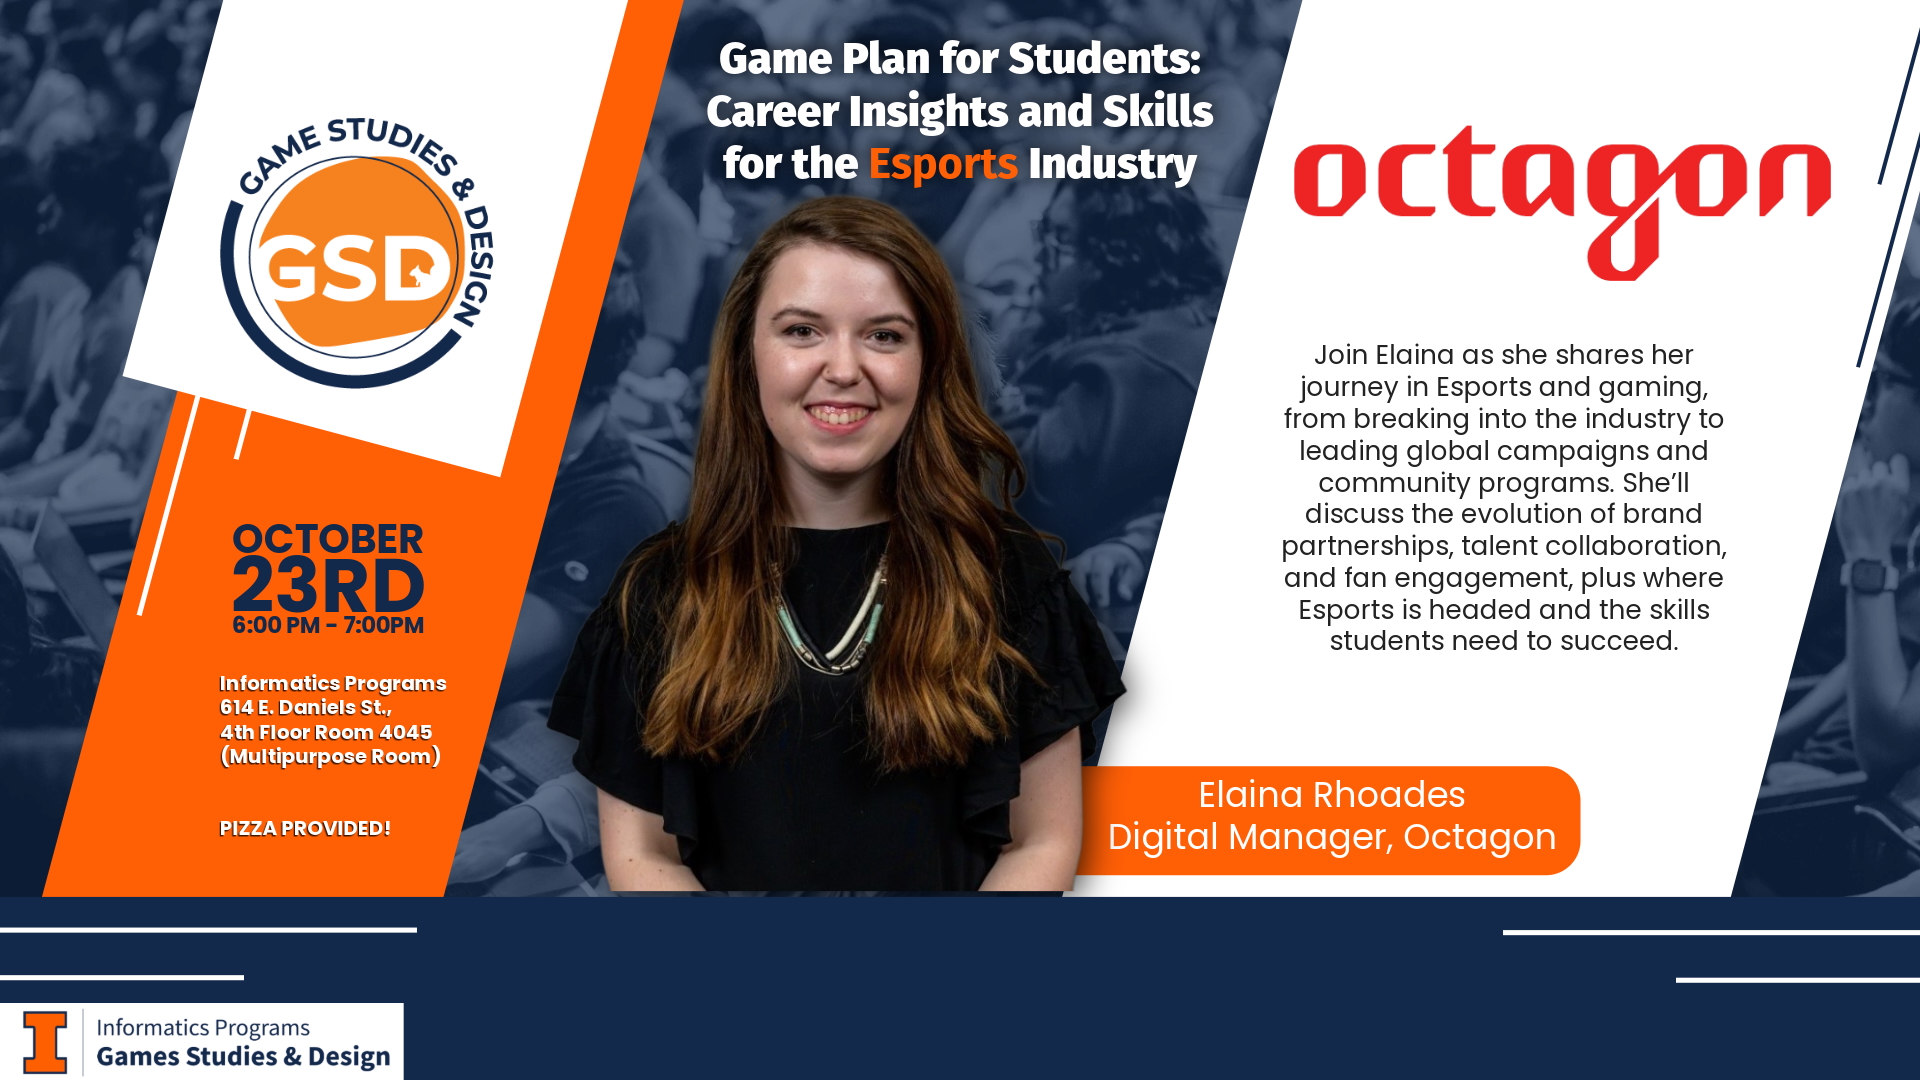 GAME STUDIES & DESIGN
GSD
OCTOBER
23RD
6:00 PM - 7:00PM
Informatics Programs
614 E. Daniels St.,
4th Floor Room 4045
(Multipurpose Room)
PIZZA PROVIDED!
Game Plan for Students:
Career Insights and Skills
for the Esports Industry
octagon
Join Elaina as she shares her
journey in Esports and gaming,
from breaking into the industry to
leading global campaigns and
community programs. She’ll
discuss the evolution of brand
partnerships, talent collaboration,
and fan engagement, plus where
Esports is headed and the skills
students need to succeed.
Elaina Rhoades
Digital Manager, Octagon
I
Informatics Programs
Games Studies & Design